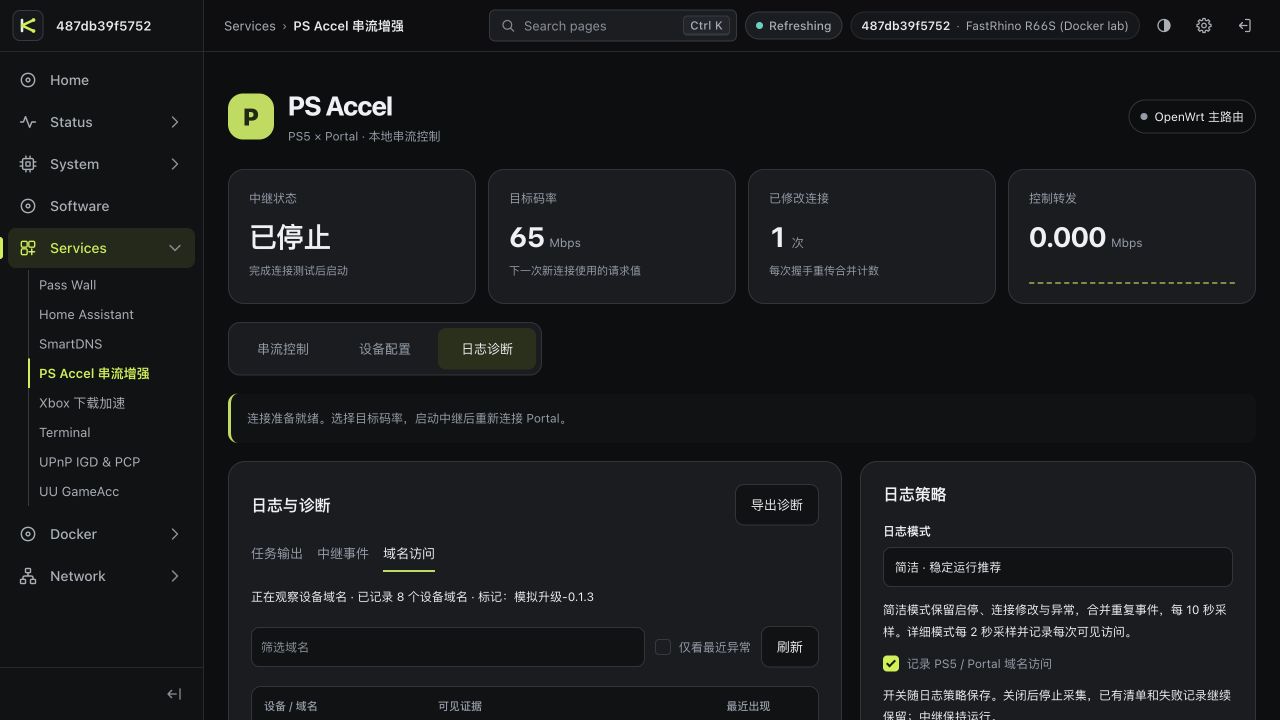 487db39f5752
Services › PS Accel 串流增强
Search pages
Ctrl K
Refreshing
487db39f5752 · FastRhino R66S (Docker lab)
Home
Status
System
Software
Services
Pass Wall
Home Assistant
SmartDNS
PS Accel 串流增强
Xbox 下载加速
Terminal
UPnP IGD & PCP
UU GameAcc
Docker
Network
P
PS Accel
PS5 × Portal · 本地串流控制
OpenWrt 主路由
中继状态
已停止
完成连接测试后启动
目标码率
65 Mbps
下一次新连接使用的请求值
已修改连接
1 次
每次握手重传合并计数
控制转发
0.000 Mbps
串流控制
设备配置
日志诊断
连接准备就绪。选择目标码率，启动中继后重新连接 Portal。
日志与诊断
导出诊断
任务输出
中继事件
域名访问
正在观察设备域名 · 已记录 8 个设备域名 · 标记：模拟升级-0.1.3
筛选域名
仅看最近异常
刷新
设备 / 域名
可见证据
最近出现
日志策略
日志模式
简洁 · 稳定运行推荐
简洁模式保留启停、连接修改与异常，合并重复事件，每 10 秒采
样。详细模式每 2 秒采样并记录每次可见访问。
记录 PS5 / Portal 域名访问
开关随日志策略保存。关闭后停止采集，已有清单和失败记录继续
保留；中继保持运行。